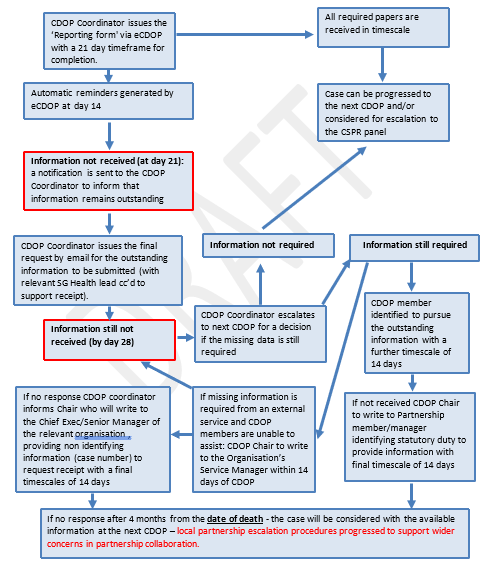 CDOP Coordinator issues the
‘Reporting form’ via eCDOP
with a 21 day timeframe for
completion.
All required papers are
received in timescale
Automatic reminders generated by
eCDOP at day 14
Case can be progressed to
the next CDOP and/or
considered for escalation to
the CSPR panel
Information not received (at day 21):
a notification is sent to the CDOP
Coordinator to inform that
information remains outstanding
CDOP Coordinator issues the final
request by email for the outstanding
information to be submitted (with
relevant SG Health lead cc’d to
support receipt).
Information not required
Information still required
Information still not
received (by day 28)
CDOP Coordinator escalates
to next CDOP for a decision
if the missing data is still
required
CDOP member
identified to pursue
the outstanding
information with a
further timescale of
14 days
If no response CDOP coordinator
informs Chair who will write to
the Chief Exec/Senior Manager of
the relevant organisation ,
providing non identifying
information (case number) to
request receipt with a final
timescales of 14 days
If missing information is
required from an external
service and CDOP
members are unable to
assist: CDOP Chair to write
to the Organisation’s
Service Manager within 14
days of CDOP
If not received CDOP Chair
to write to Partnership
member/manager
identifying statutory duty to
provide information with
final timescale of 14 days
If no response after 4 months from the date of death - the case will be considered with the available
information at the next CDOP – local partnership escalation procedures progressed to support wider
concerns in partnership collaboration.
DRAFT